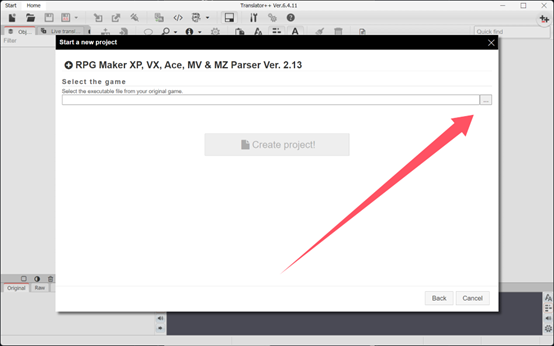 Start Home Translator++ Ver.6.4.11
Obj... Live transl... Quick find
Filter
Start a new project
RPG Maker XP, VX, Ace, MV & MZ Parser Ver. 2.13
Select the game
Select the executable file from your original game.
...
Create project!
Original Raw
Back Cancel